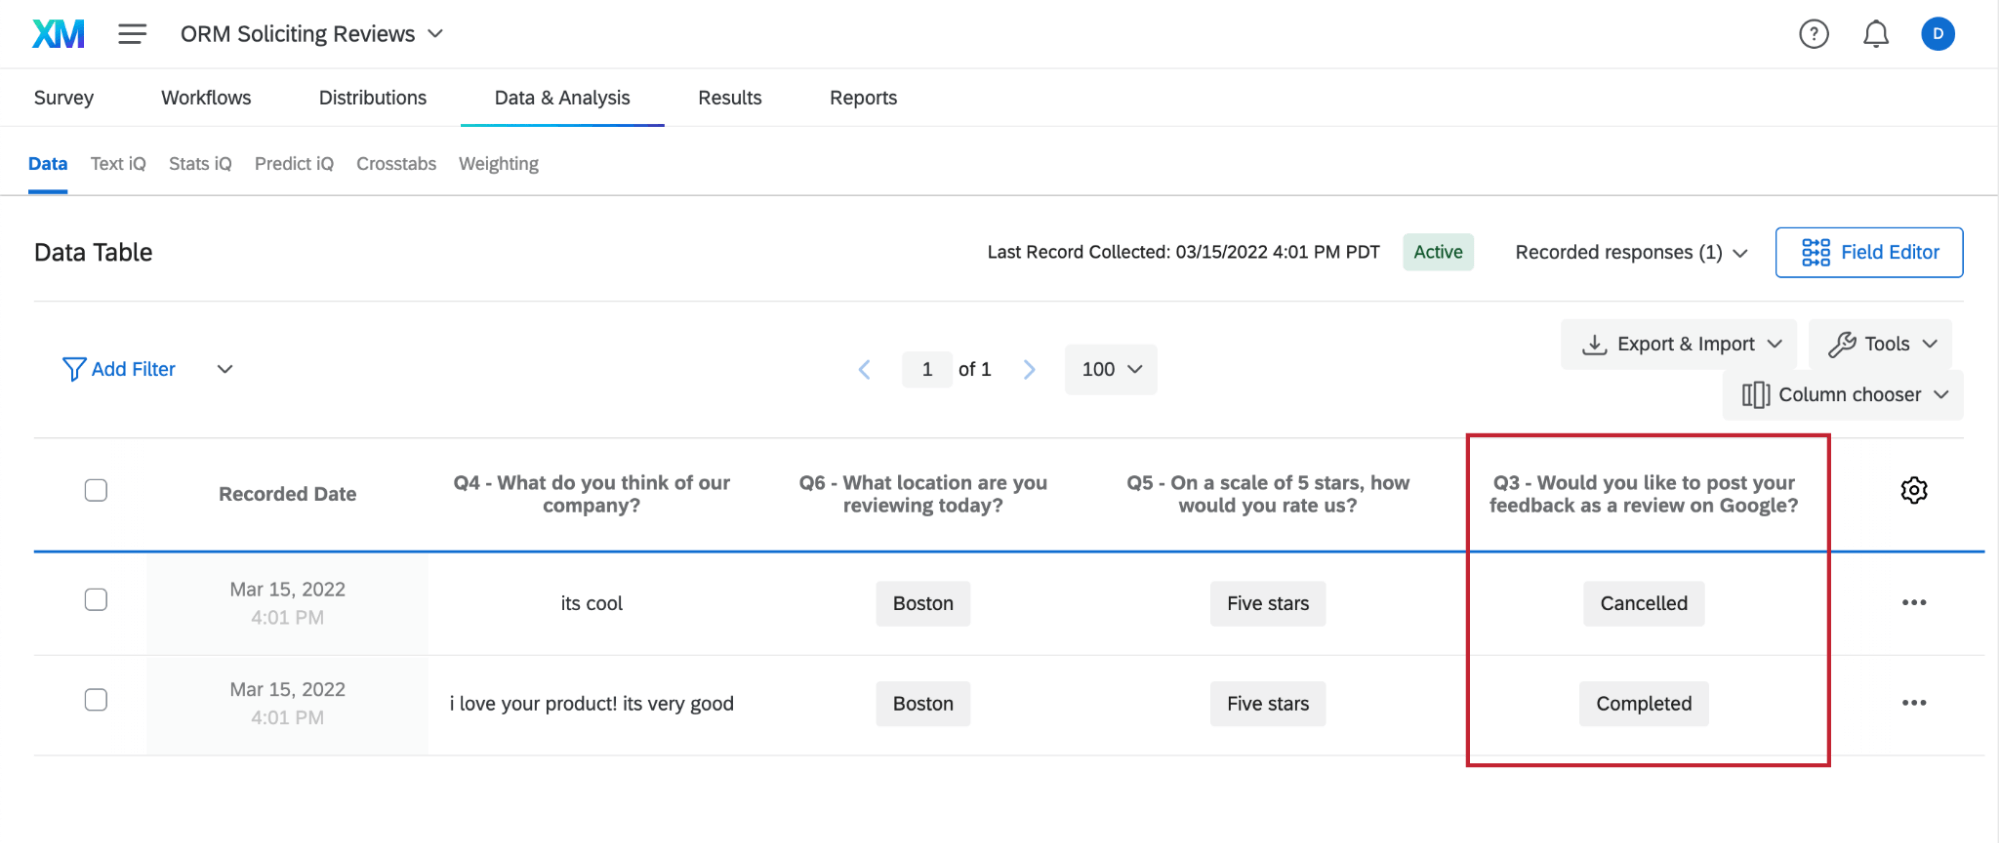 XM ORM Soliciting Reviews ? D
Survey Workflows Distributions Data & Analysis Results Reports
Data Text iQ Stats iQ Predict iQ Crosstabs Weighting
Data Table Last Record Collected: 03/15/2022 4:01 PM PDT Active Recorded responses (1) Field Editor
Export & Import Tools
Add Filter 1 of 1 100
Column chooser
Recorded Date
Q4 - What do you think of our
company?
Q6 - What location are you
reviewing today?
Q5 - On a scale of 5 stars, how
would you rate us?
Q3 - Would you like to post your
feedback as a review on Google?
Mar 15, 2022
4:01 PM
its cool Boston Five stars Cancelled
Mar 15, 2022
4:01 PM
i love your product! its very good Boston Five stars Completed